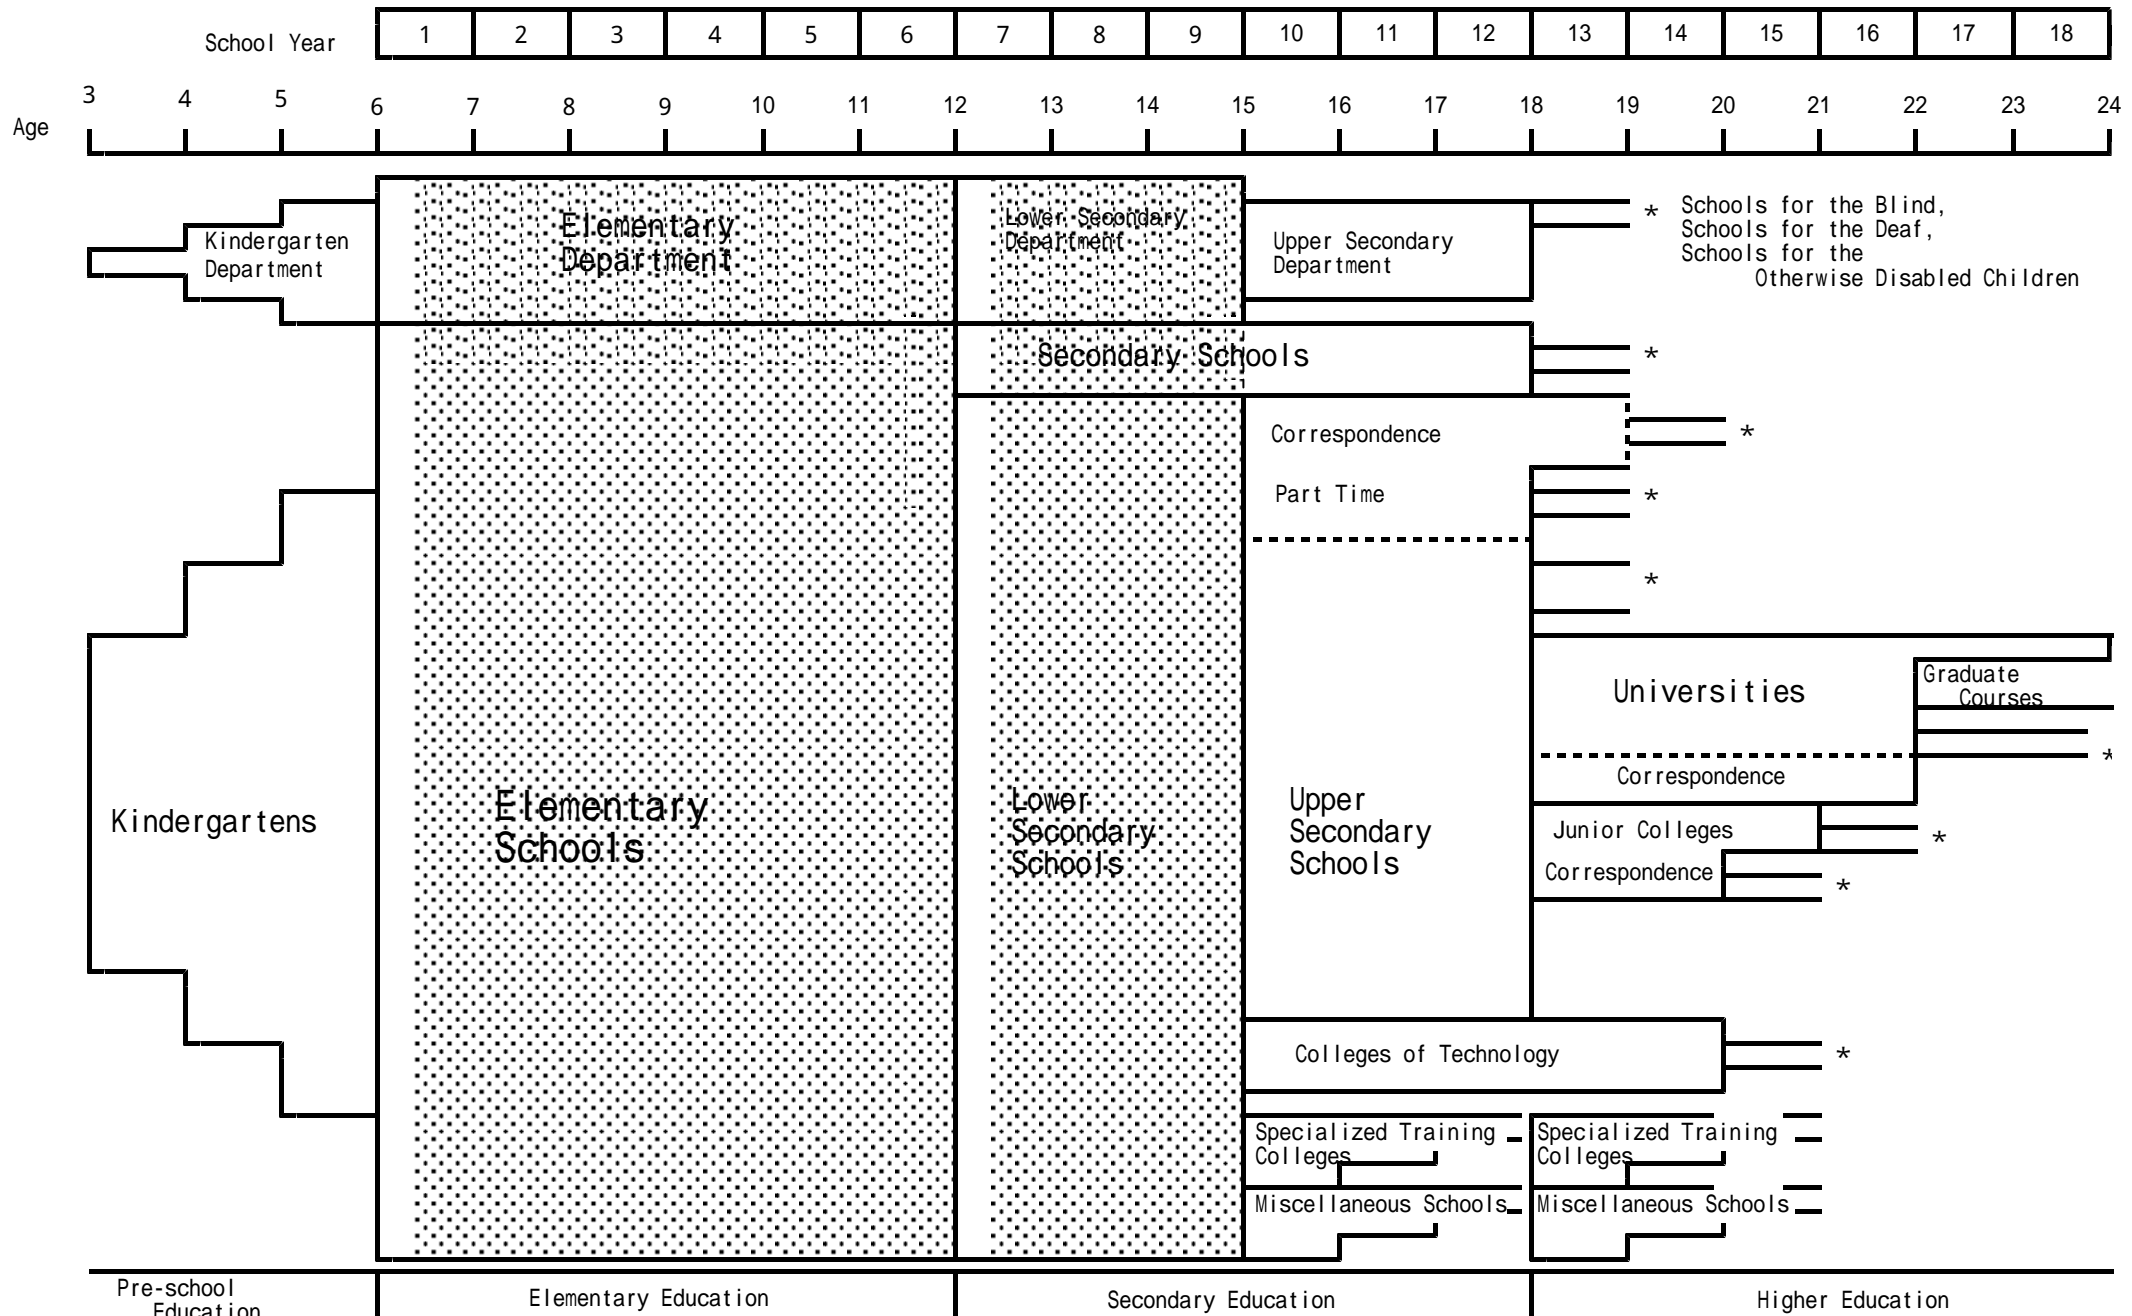 School Year 1 2 3 4 5 6 7 8 9 10 11 12 13 14 15 16 17 18
3 4 5 6 7 8 9 10 11 12 13 14 15 16 17 18 19 20 21 22 23 24
Age
Kindergarten
Department
Elementary
Department
Lower Secondary
Department
Upper Secondary
Department
* Schools for the Blind,
Schools for the Deaf,
Schools for the
Otherwise Disabled Children
Secondary Schools
*
Correspondence
*
Part Time
*
*
Universities
Graduate
Courses
*
Correspondence
Kindergartens
Elementary
Schools
Lower
Secondary
Schools
Upper
Secondary
Schools
Junior Colleges
*
Correspondence
*
Colleges of Technology
*
Specialized Training
Colleges
Specialized Training
Colleges
Miscellaneous Schools
Miscellaneous Schools
Pre-school
Education
Elementary Education
Secondary Education
Higher Education